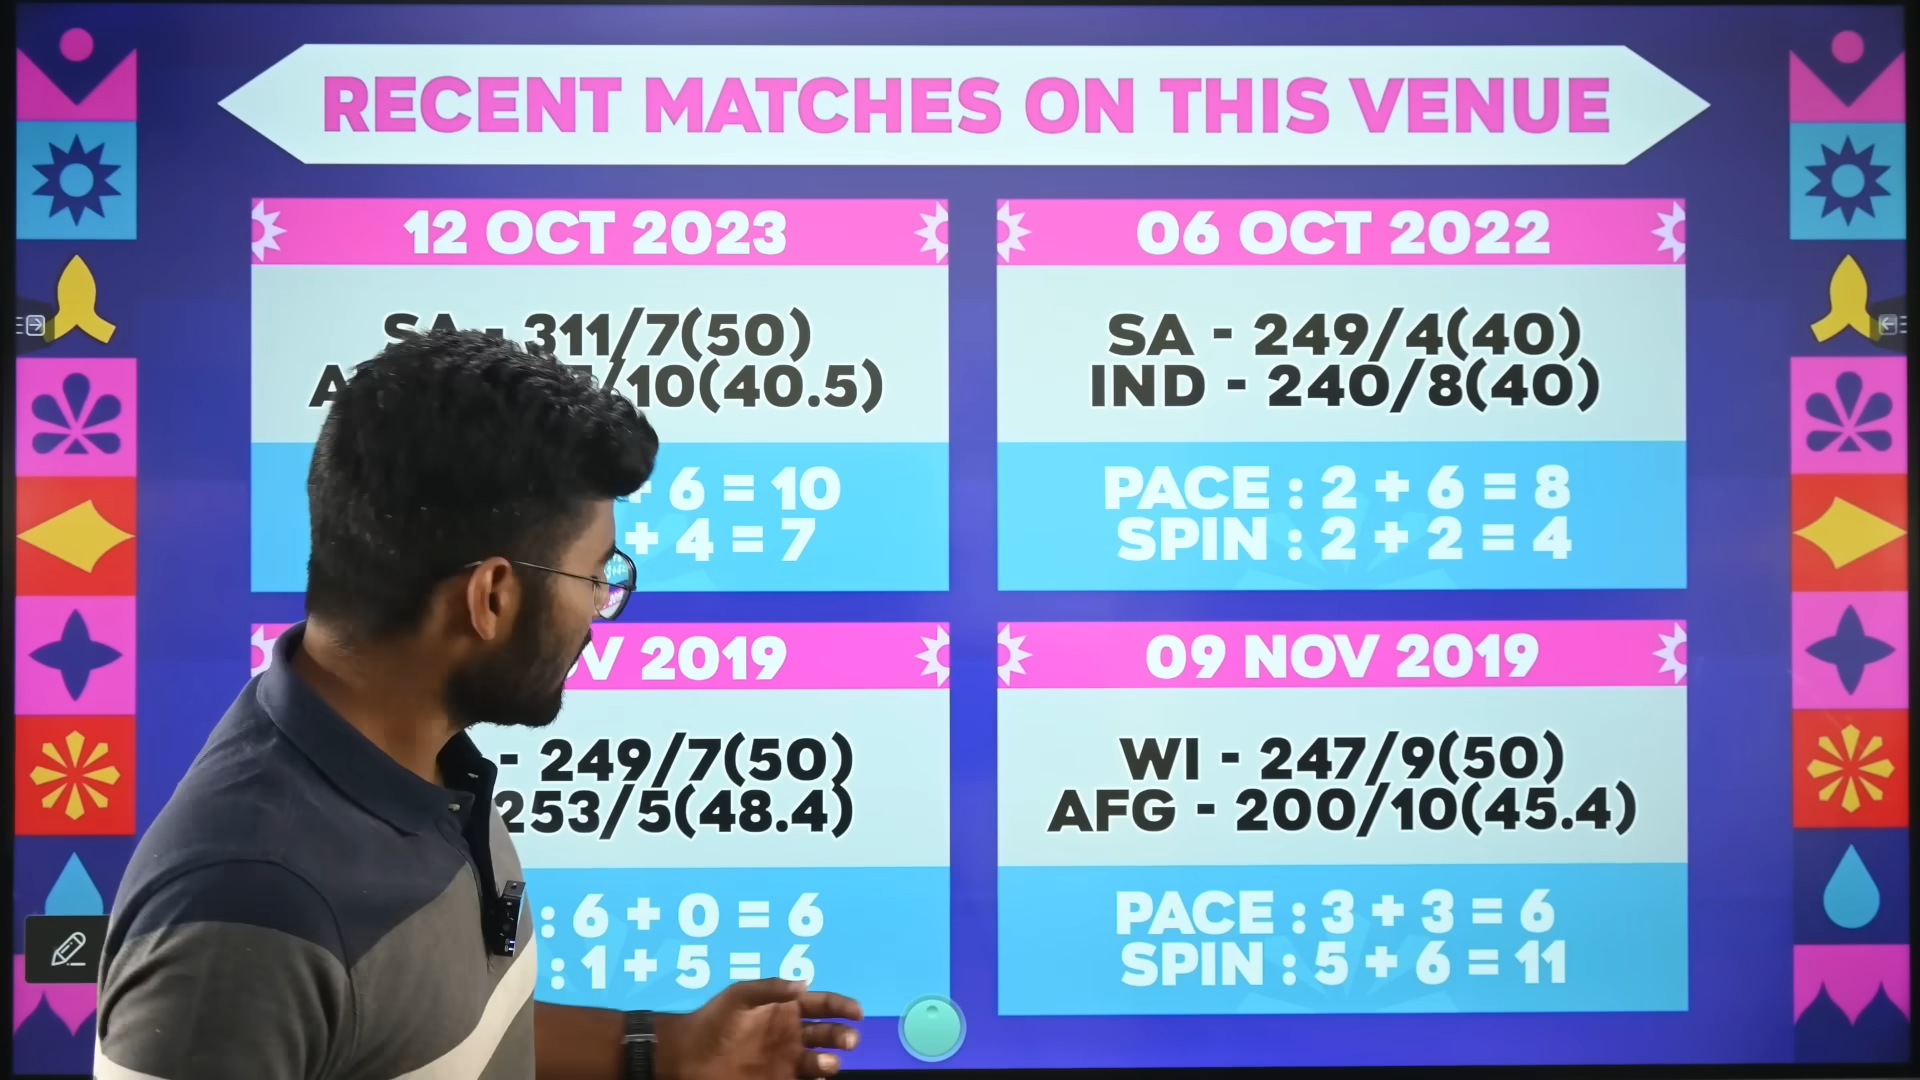 RECENT MATCHES ON THIS VENUE
12 OCT 2023
SA - 311/7(50)
/10(40.5)
+ 6 = 10
+ 4 = 7
06 OCT 2022
SA - 249/4(40)
IND - 240/8(40)
PACE : 2 + 6 = 8
SPIN : 2 + 2 = 4
2019
- 249/7(50)
253/5(48.4)
: 6 + 0 = 6
: 1 + 5 = 6
09 NOV 2019
WI - 247/9(50)
AFG - 200/10(45.4)
PACE : 3 + 3 = 6
SPIN : 5 + 6 = 11